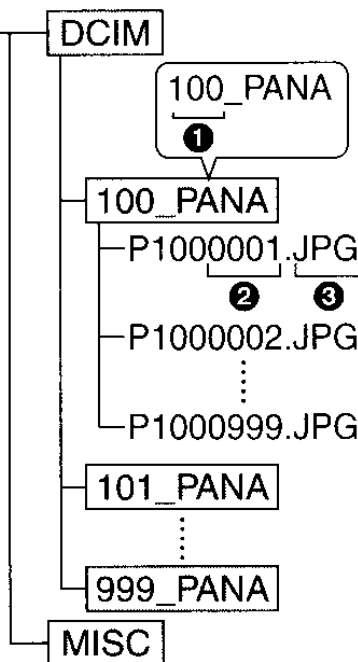 DCIM
100_PANA
❶
100_PANA
P1000001.JPG
❷ ❸
P1000002.JPG
P1000999.JPG
101_PANA
999_PANA
MISC